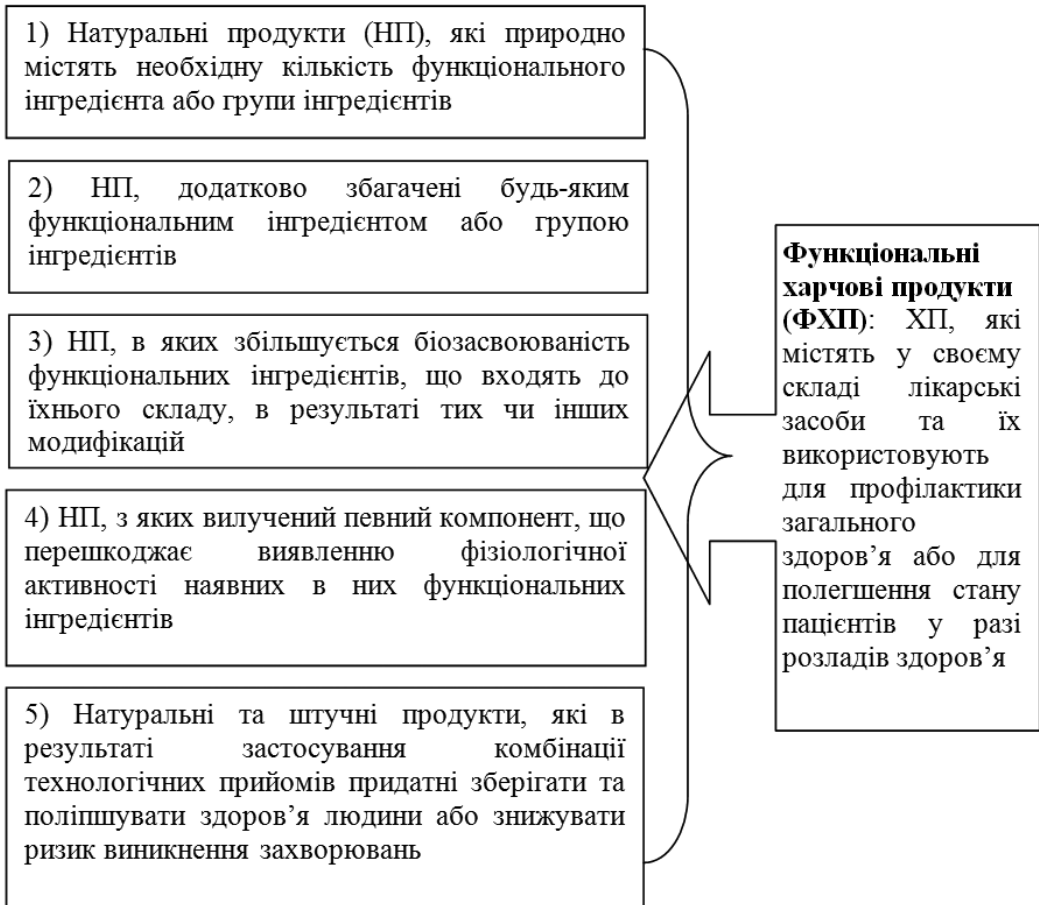 1) Натуральні продукти (НП), які природно
містять необхідну кількість функціонального
інгредієнта або групи інгредієнтів
2) НП, додатково збагачені будь-яким
функціональним інгредієнтом або групою
інгредієнтів
3) НП, в яких збільшується біозасвоюваність
функціональних інгредієнтів, що входять до
їхнього складу, в результаті тих чи інших
модифікацій
4) НП, з яких вилучений певний компонент, що
перешкоджає виявленню фізіологічної
активності наявних в них функціональних
інгредієнтів
5) Натуральні та штучні продукти, які в
результаті застосування комбінації
технологічних прийомів придатні зберігати та
поліпшувати здоров’я людини або знижувати
ризик виникнення захворювань
Функціональні
харчові продукти
(ФХП): ХП, які
містять у своєму
складі лікарські
засоби та їх
використовують
для профілактики
загального
здоров’я або для
полегшення стану
пацієнтів у разі
розладів здоров’я